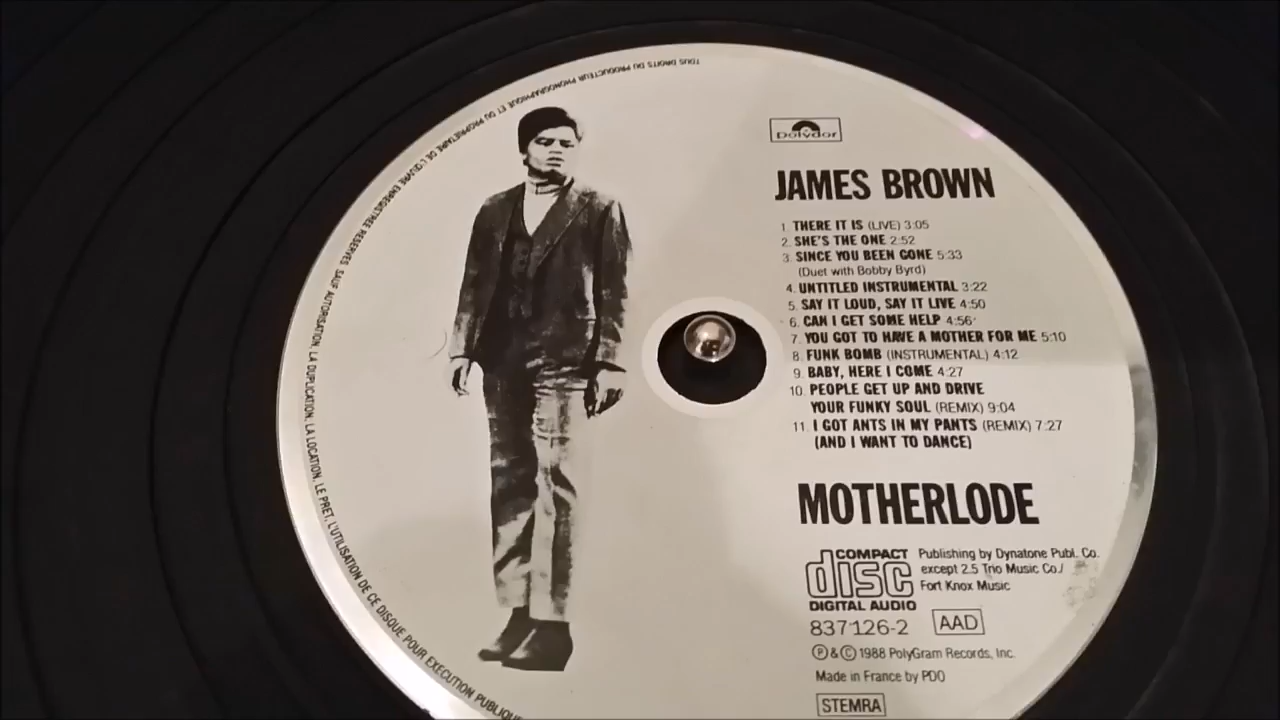 TOUS DROITS DU PRODUCTEUR PHONOGRAPHIQUE ET DU PROPRIETAIRE DE L'ŒUVRE ENREGISTREE RESERVES. SAUF AUTORISATION, LA DUPLICATION, LA LOCATION, LE PRET, L'UTILISATION DE CE DISQUE POUR EXECUTION PUBLIQUE
Polydor
JAMES BROWN
1. THERE IT IS (LIVE) 3:05
2. SHE'S THE ONE 2:52
3. SINCE YOU BEEN GONE 5:33
(Duet with Bobby Byrd)
4. UNTITLED INSTRUMENTAL 3:22
5. SAY IT LOUD, SAY IT LIVE 4:50
6. CAN I GET SOME HELP 4:56
7. YOU GOT TO HAVE A MOTHER FOR ME 5:10
8. FUNK BOMB (INSTRUMENTAL) 4:12
9. BABY, HERE I COME 4:27
10. PEOPLE GET UP AND DRIVE
YOUR FUNKY SOUL (REMIX) 9:04
11. I GOT ANTS IN MY PANTS (REMIX) 7:27
(AND I WANT TO DANCE)
MOTHERLODE
COMPACT
disc
DIGITAL AUDIO
Publishing by Dynatone Publ. Co.
except 2.5 Trio Music Co./
Fort Knox Music
837 126-2 AAD
℗ & © 1988 PolyGram Records, Inc.
Made in France by PDO
STEMRA